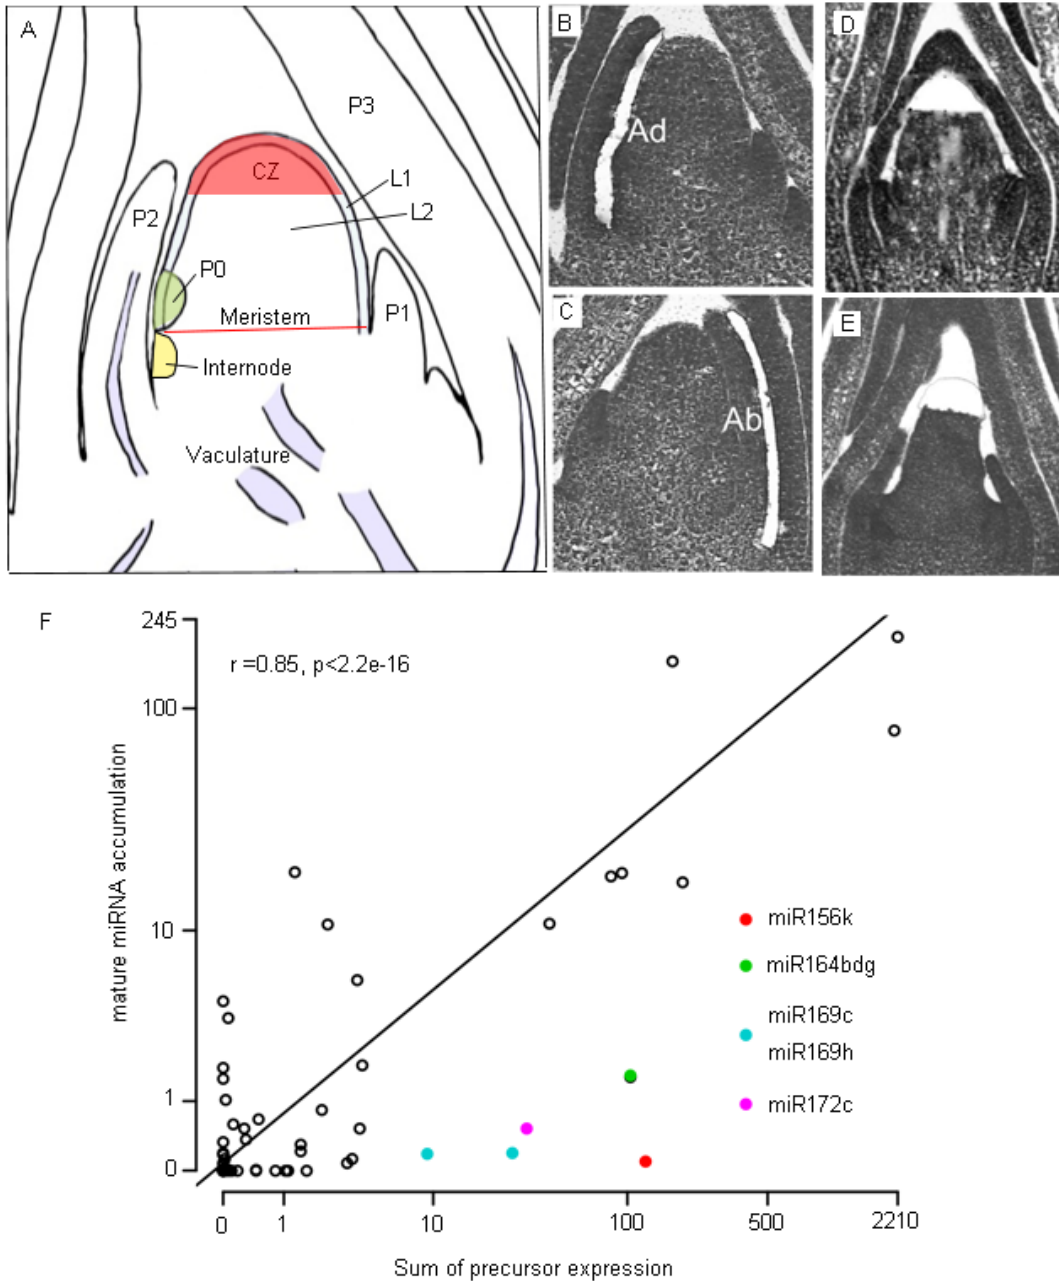 A
P3
CZ
L1
L2
P2
P0
P1
Meristem
Internode
Vaculature
B
Ad
C
Ab
D
E
F
245
100
10
1
0
r =0.85, p<2.2e-16
mature miRNA accumulation
miR156k
miR164bdg
miR169c
miR169h
miR172c
0
1
10
100
500
2210
Sum of precursor expression